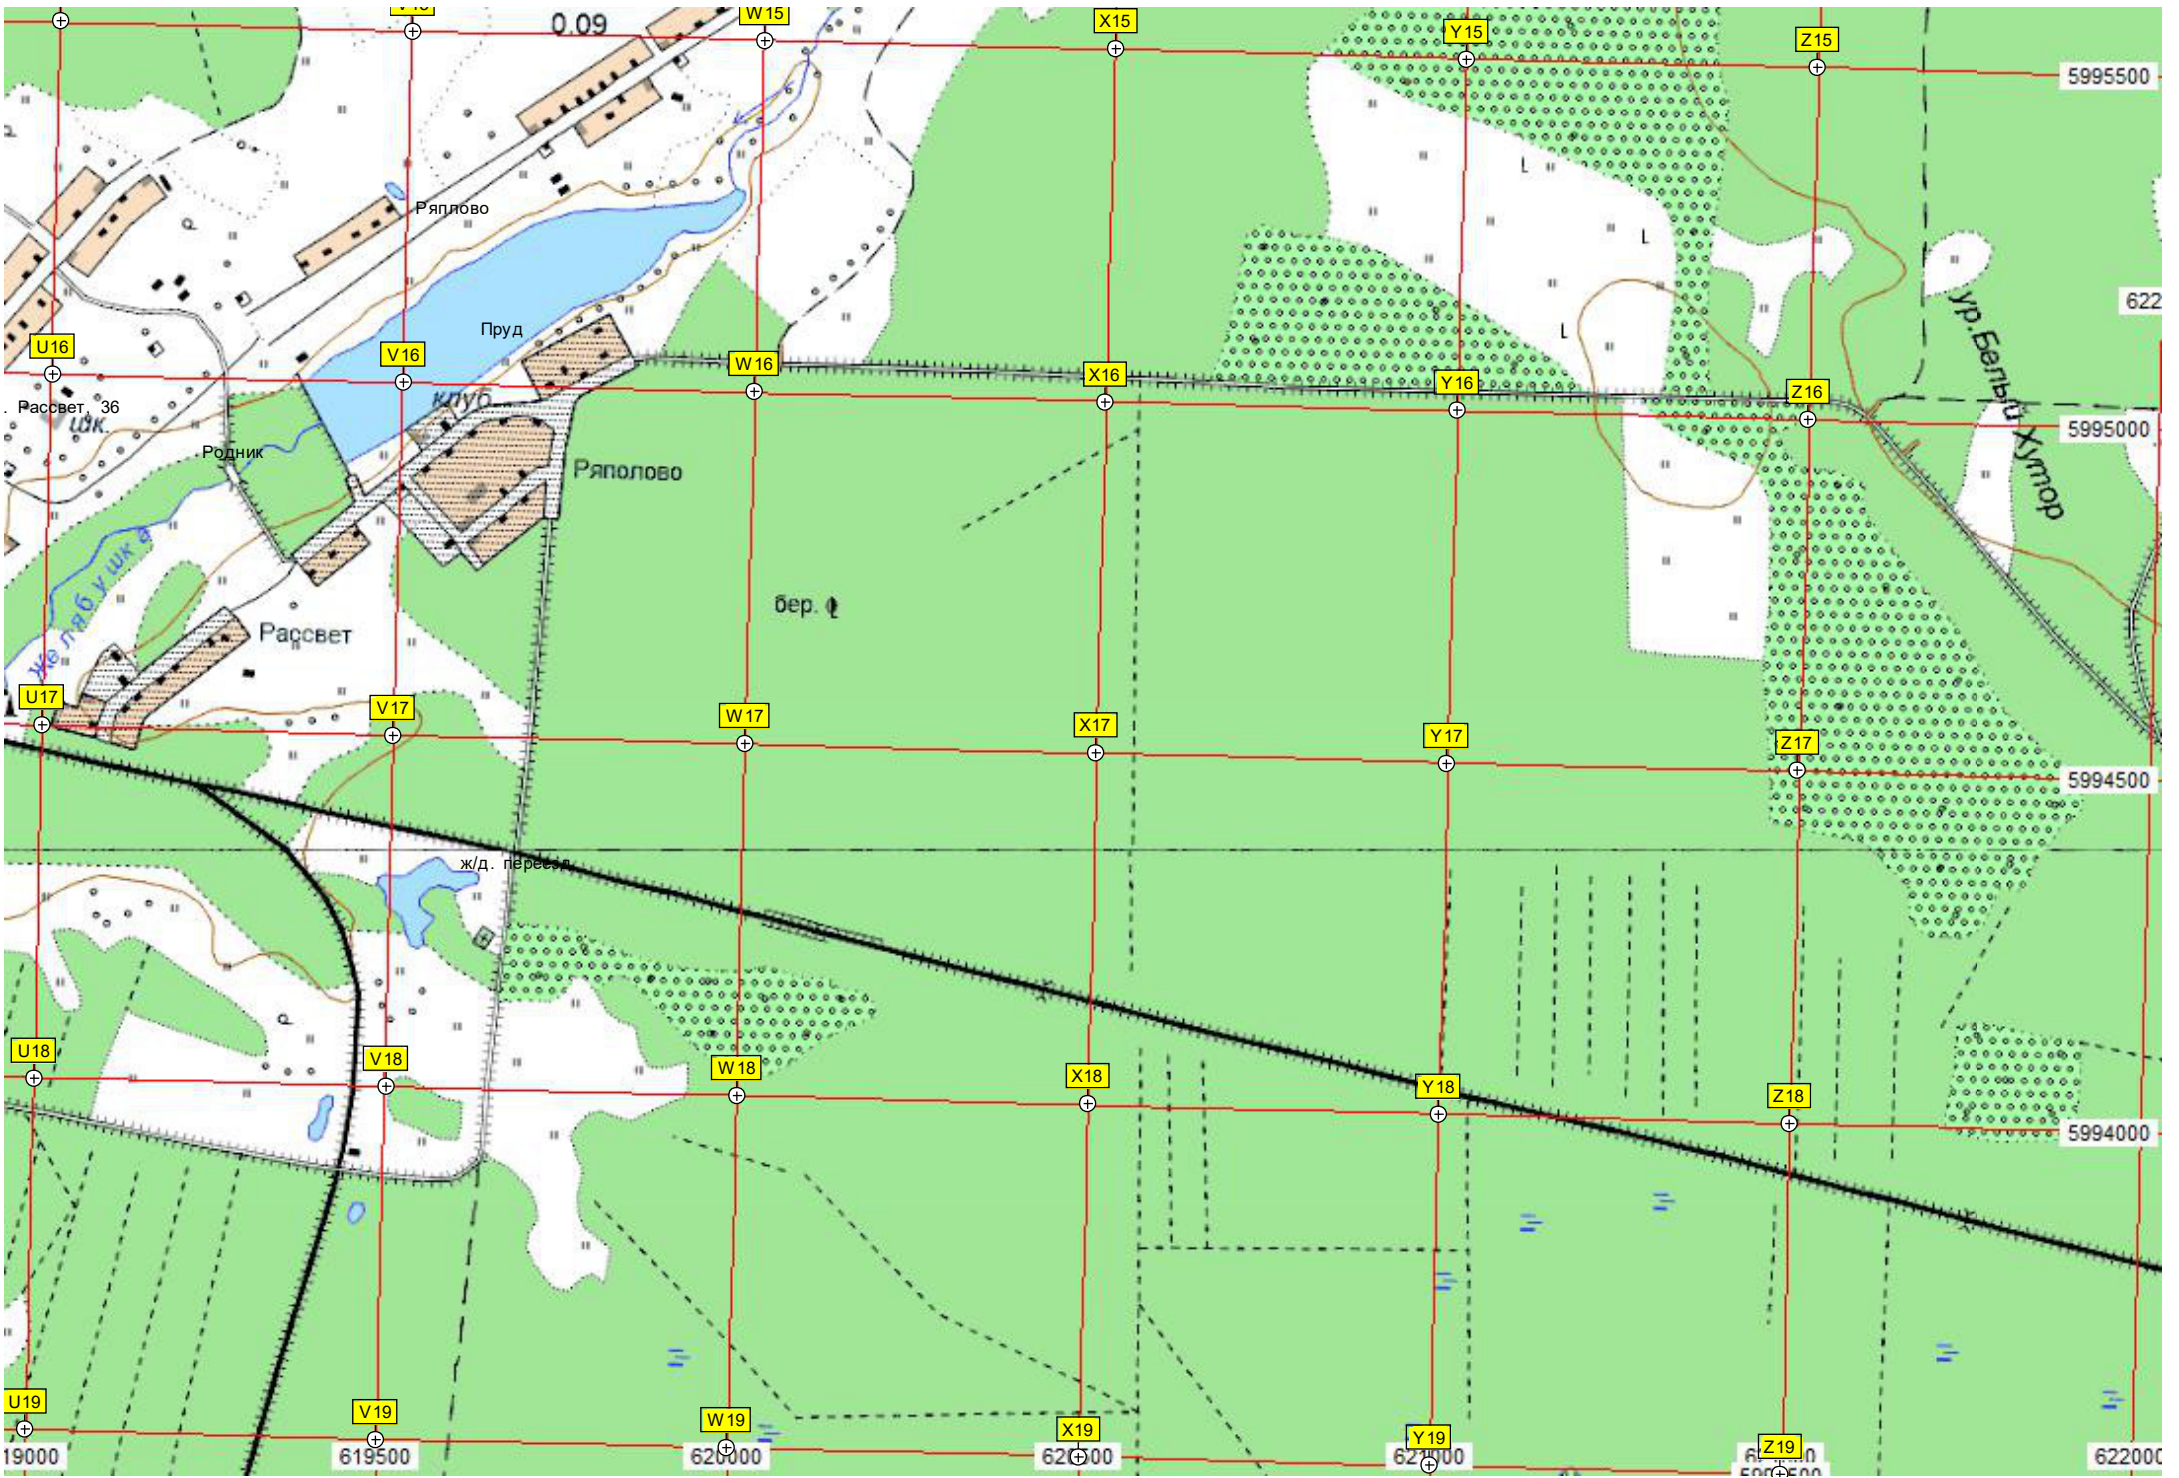 0.09
W15
X15
Y15
Z15
5995500
Ряплово
ур.Белый Хутор
622
Пруд
U16
V16
W16
X16
Y16
Z16
. Рассвет, 36
шк.
клуб.
5995000
Родник
Ряполово
Желябушка
бер.
Рассвет
U17
V17
W17
X17
Y17
Z17
5994500
ж/д. переезд
U18
V18
W18
X18
Y18
Z18
5994000
U19
V19
W19
X19
Y19
Z19
19000
619500
620000
622000